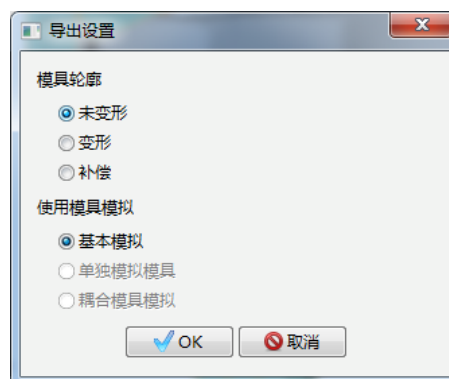 导出设置
模具轮廓
未变形
变形
补偿
使用模具模拟
基本模拟
单独模拟模具
耦合模具模拟
OK 取消